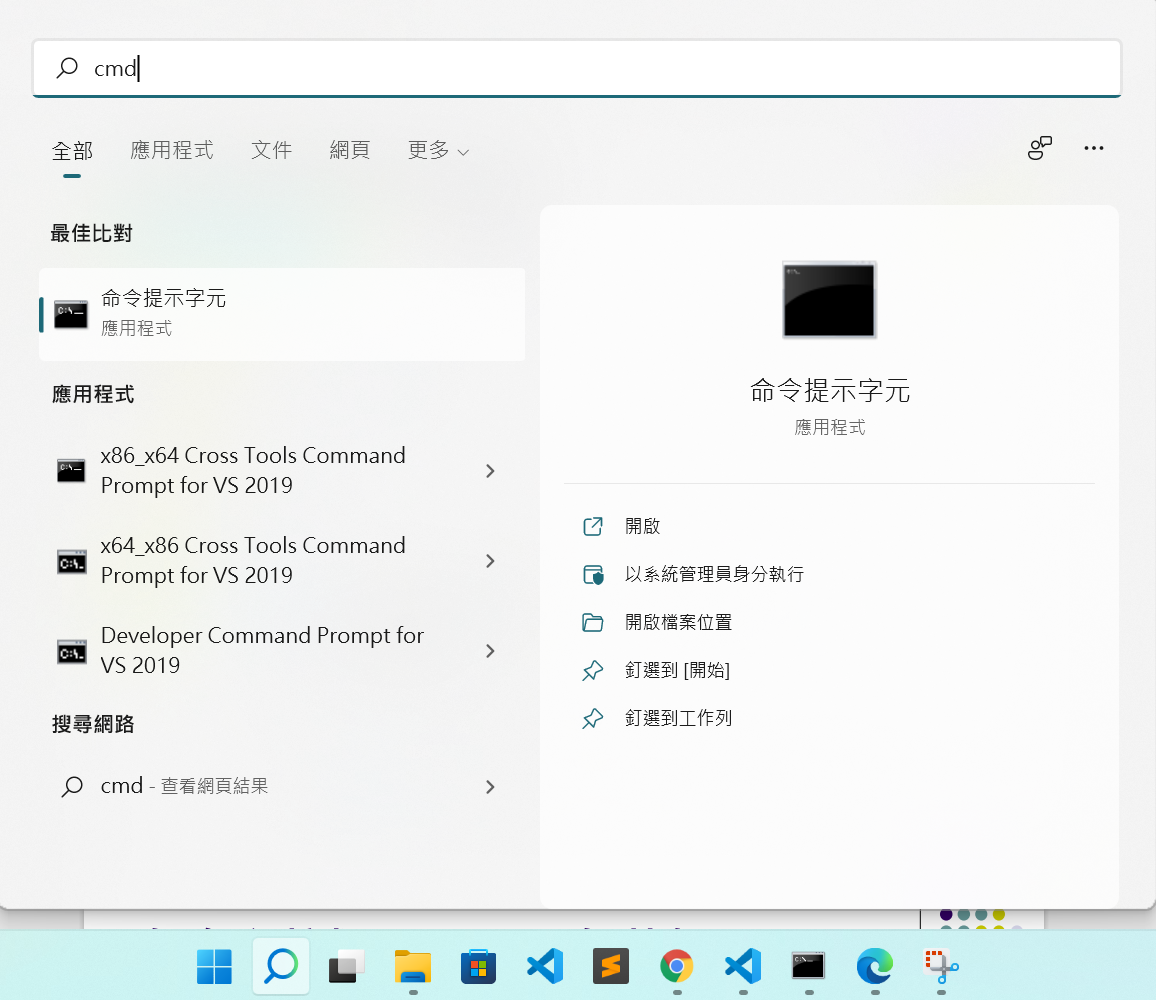 cmd
全部 應用程式 文件 網頁 更多
最佳比對
命令提示字元
應用程式
應用程式
x86_x64 Cross Tools Command
Prompt for VS 2019
x64_x86 Cross Tools Command
Prompt for VS 2019
Developer Command Prompt for
VS 2019
搜尋網路
cmd - 查看網頁結果
命令提示字元
應用程式
開啟
以系統管理員身分執行
開啟檔案位置
釘選到 [開始]
釘選到工作列